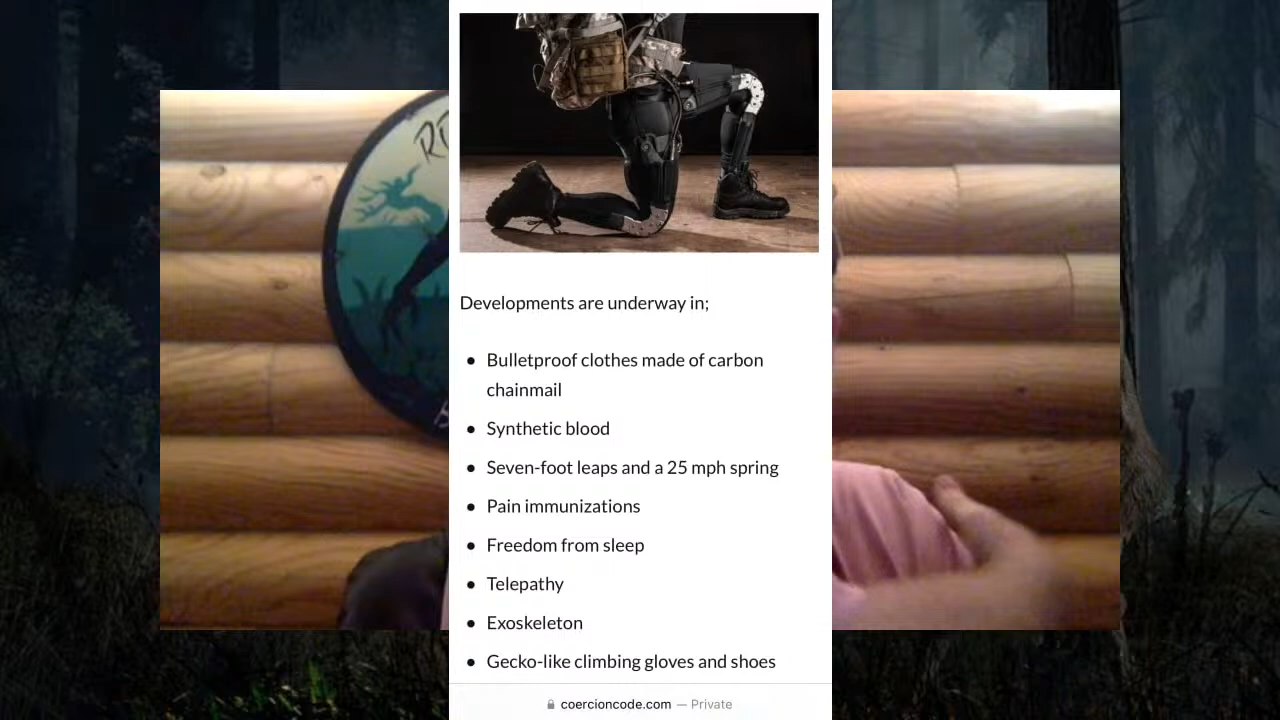 Developments are underway in;
• Bulletproof clothes made of carbon
chainmail
• Synthetic blood
• Seven-foot leaps and a 25 mph spring
• Pain immunizations
• Freedom from sleep
• Telepathy
• Exoskeleton
• Gecko-like climbing gloves and shoes
coercioncode.com — Private